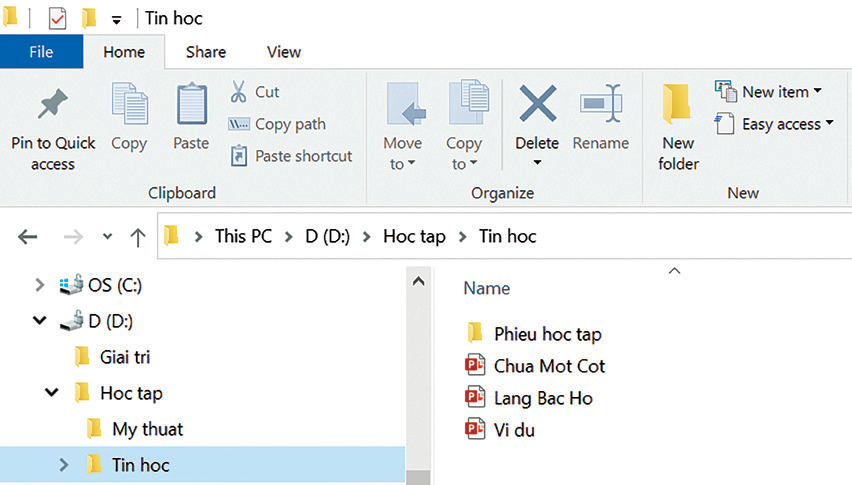 Tin hoc
File Home Share View
Pin to Quick access
Copy
Paste
Cut
Copy path
Paste shortcut
Move to
Copy to
Delete
Rename
New folder
New item
Easy access
Clipboard Organize New
This PC > D (D:) > Hoc tap > Tin hoc
OS (C:)
D (D:)
Giai tri
Hoc tap
My thuat
Tin hoc
Name
Phieu hoc tap
Chua Mot Cot
Lang Bac Ho
Vi du